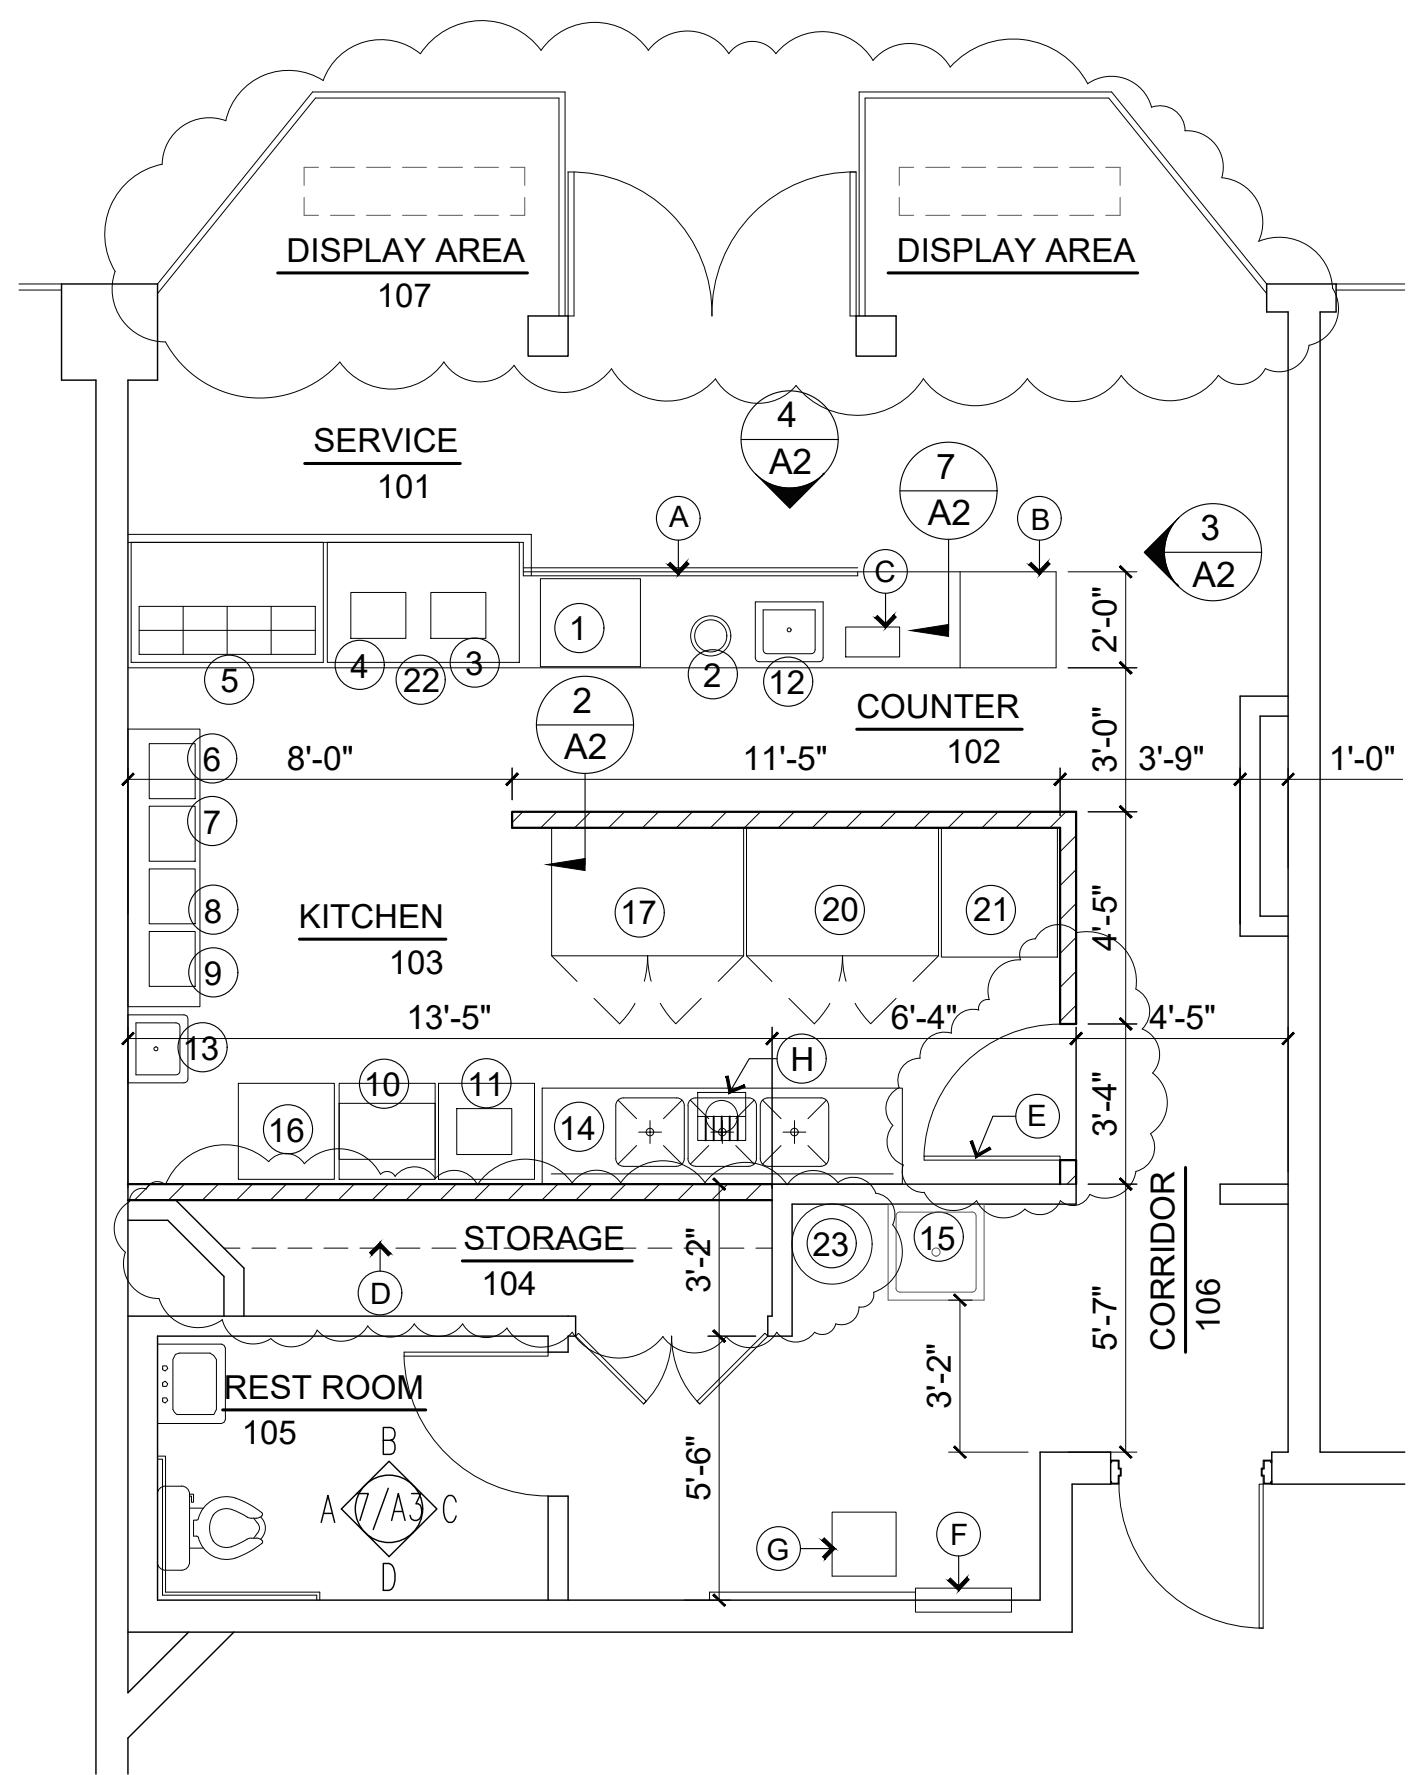 DISPLAY AREA
107
DISPLAY AREA
SERVICE
101
4
A2
7
A2
3
A2
A
B
C
1
2
12
5
4
22
3
2'-0"
COUNTER
102
2
A2
3'-0"
6
7
8
9
8'-0"
11'-5"
3'-9"
1'-0"
KITCHEN
103
17
20
21
4'-5"
13'-5"
6'-4"
4'-5"
13
10
11
H
16
14
E
3'-4"
STORAGE
104
D
3'-2"
23
15
CORRIDOR
106
5'-7"
3'-2"
REST ROOM
105
B
A
7/A3
C
D
5'-6"
G
F